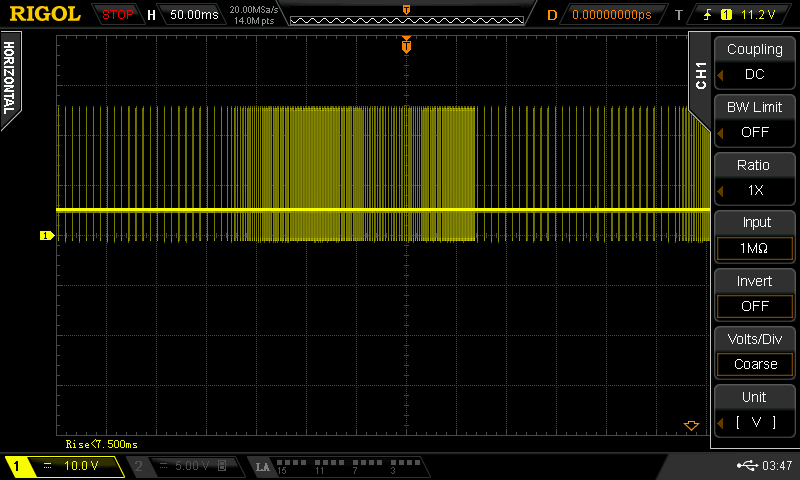 RIGOL STOP H 50.00ms 20.00MSa/s 14.0M pts T D 0.00000000ps T 1 11.2 V
HORIZONTAL
T
CH1
Coupling
DC
BW Limit
OFF
Ratio
1X
Input
1MΩ
Invert
OFF
Volts/Div
Coarse
Unit
[ V ]
1
Rise<7.500ms
1 10.0 V 2 5.00 V B LA 15 11 7 3 03:47